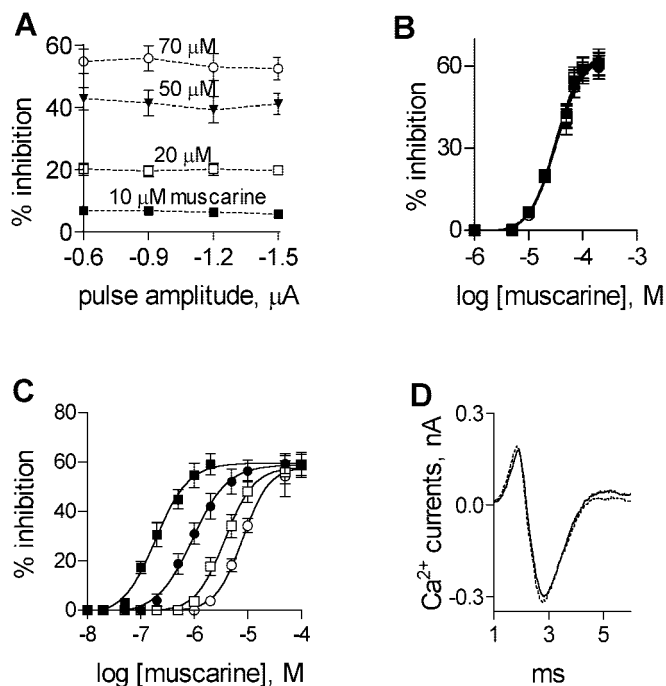 A
% inhibition
60
40
20
0
70 μM
50 μM
20 μM
10 μM muscarine
-0.6 -0.9 -1.2 -1.5
pulse amplitude, μA
B
% inhibition
60
30
0
-6 -5 -4 -3
log [muscarine], M
C
% inhibition
80
60
40
20
0
-8 -7 -6 -5 -4
log [muscarine], M
D
Ca²⁺ currents, nA
0.3
0.0
-0.3
1 3 5
ms